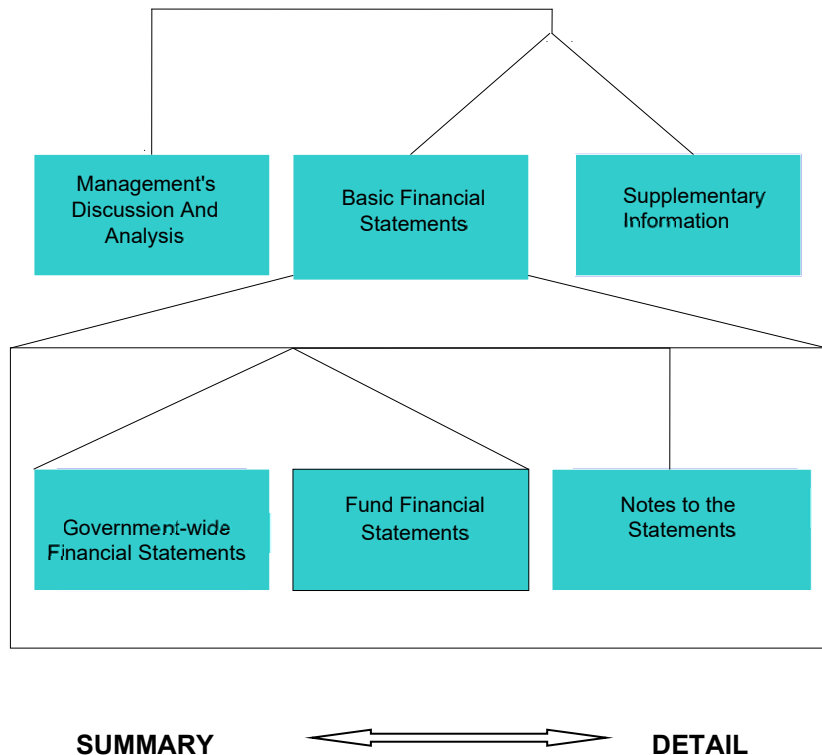 Management's
Discussion And
Analysis
Basic Financial
Statements
Supplementary
Information
Government-wide
Financial Statements
Fund Financial
Statements
Notes to the
Statements
SUMMARY
DETAIL